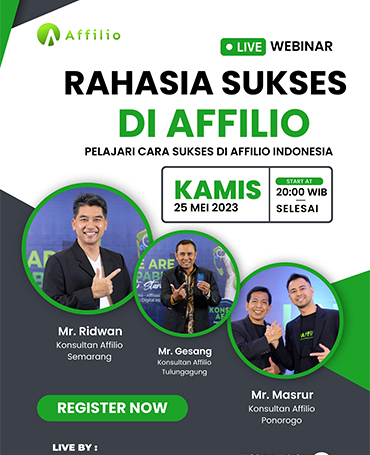 Affilio
LIVE WEBINAR
RAHASIA SUKSES
DI AFFILIO
PELAJARI CARA SUKSES DI AFFILIO INDONESIA
KAMIS
25 MEI 2023
START AT
20:00 WIB
SELESAI
Mr. Ridwan
Konsultan Affilio
Semarang
Mr. Gesang
Konsultan Affilio
Tulungagung
Mr. Masrur
Konsultan Affilio
Ponorogo
REGISTER NOW
LIVE BY :